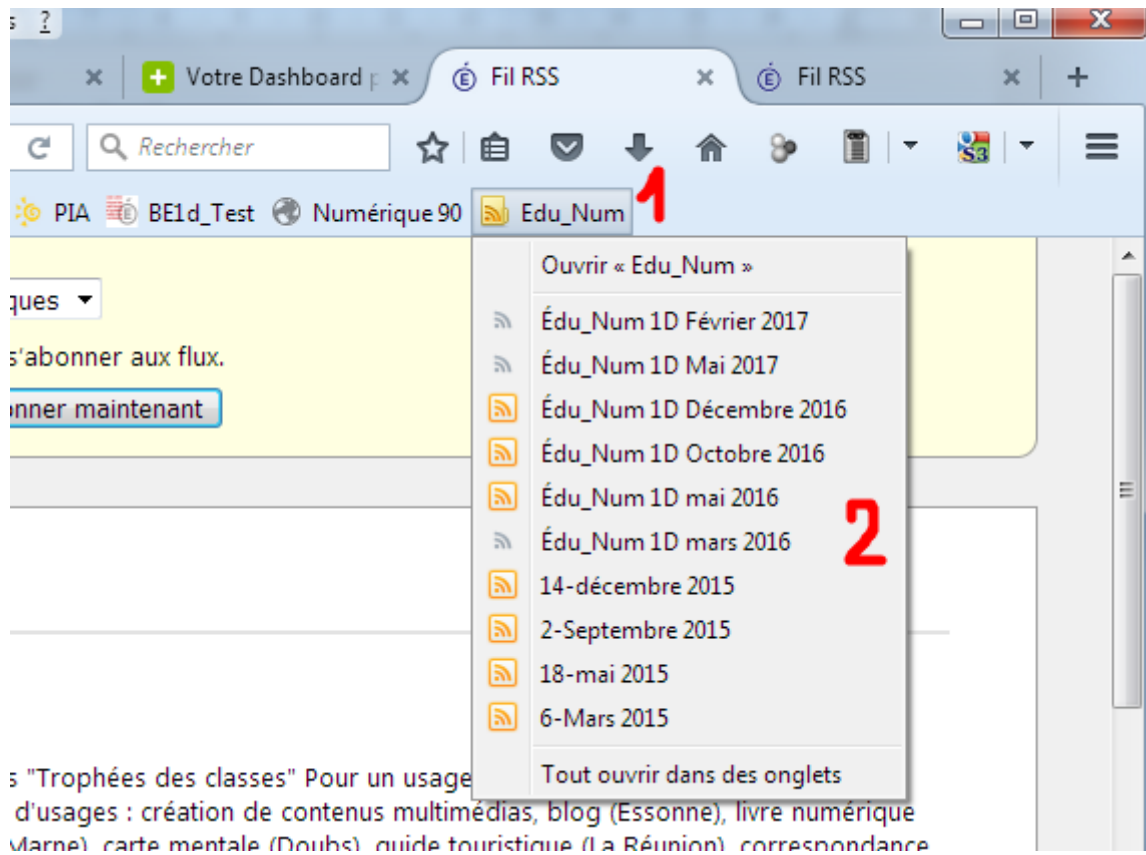 s ?
Votre Dashboard p
Fil RSS
Fil RSS
Rechercher
S3
1
PIA
BE1d_Test
Numérique 90
Edu_Num
Ouvrir « Edu_Num »
ques
Édu_Num 1D Février 2017
s'abonner aux flux.
Édu_Num 1D Mai 2017
nner maintenant
Édu_Num 1D Décembre 2016
Édu_Num 1D Octobre 2016
Édu_Num 1D mai 2016
2
Édu_Num 1D mars 2016
14-décembre 2015
2-Septembre 2015
18-mai 2015
6-Mars 2015
Tout ouvrir dans des onglets
s "Trophées des classes" Pour un usage
d'usages : création de contenus multimédias, blog (Essonne), livre numérique
Marne), carte mentale (Doubs), guide touristique (La Réunion), correspondance